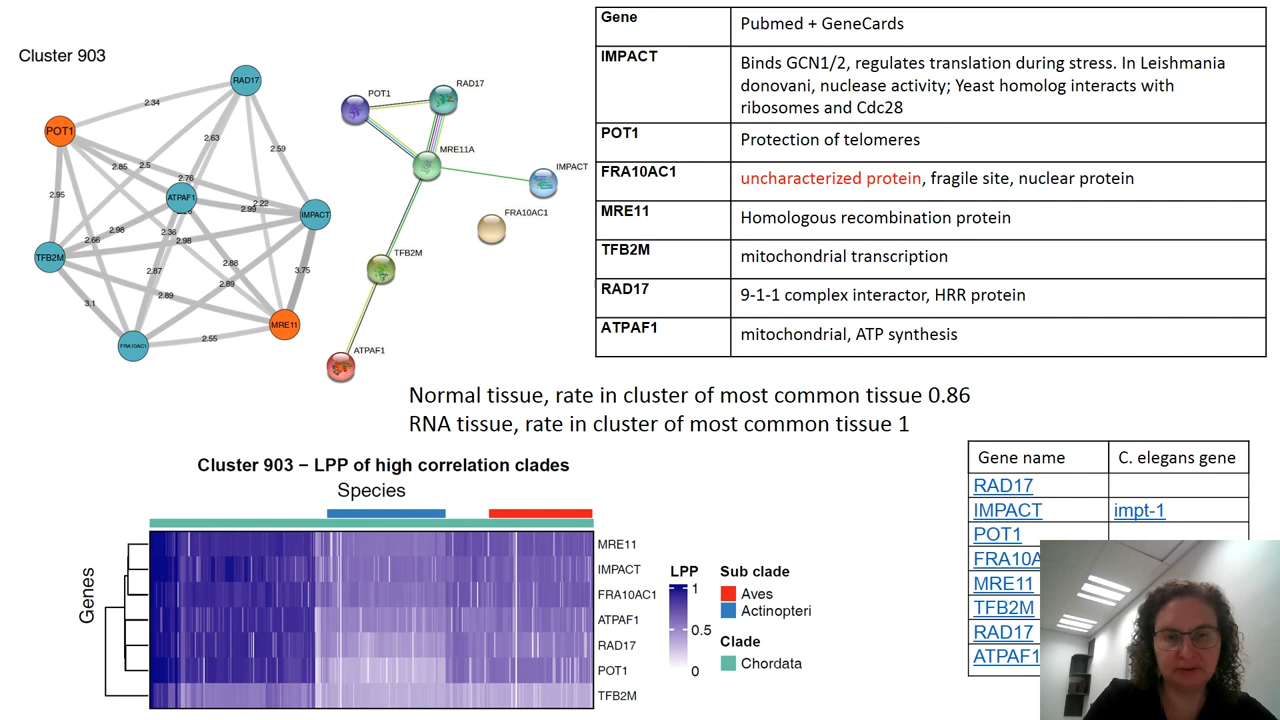 Cluster 903
RAD17
POT1
ATPAF1
IMPACT
TFB2M
FRA10AC1
MRE11
2.34
2.63
2.59
2.85
2.5
2.76
2.95
2.99
2.22
2.98
2.66
2.36
2.98
2.88
3.75
2.87
2.89
3.1
2.89
2.55
POT1
RAD17
MRE11A
IMPACT
FRA10AC1
TFB2M
ATPAF1
Gene Pubmed + GeneCards
IMPACT Binds GCN1/2, regulates translation during stress. In Leishmania
donovani, nuclease activity; Yeast homolog interacts with
ribosomes and Cdc28
POT1 Protection of telomeres
FRA10AC1 uncharacterized protein, fragile site, nuclear protein
MRE11 Homologous recombination protein
TFB2M mitochondrial transcription
RAD17 9-1-1 complex interactor, HRR protein
ATPAF1 mitochondrial, ATP synthesis
Normal tissue, rate in cluster of most common tissue 0.86
RNA tissue, rate in cluster of most common tissue 1
Cluster 903 − LPP of high correlation clades
Species
Genes
MRE11
IMPACT
FRA10AC1
ATPAF1
RAD17
POT1
TFB2M
LPP
1
0.5
0
Sub clade
Aves
Actinopteri
Clade
Chordata
Gene name C. elegans gene
RAD17
IMPACT impt-1
POT1
FRA10A
MRE11
TFB2M
RAD17
ATPAF1